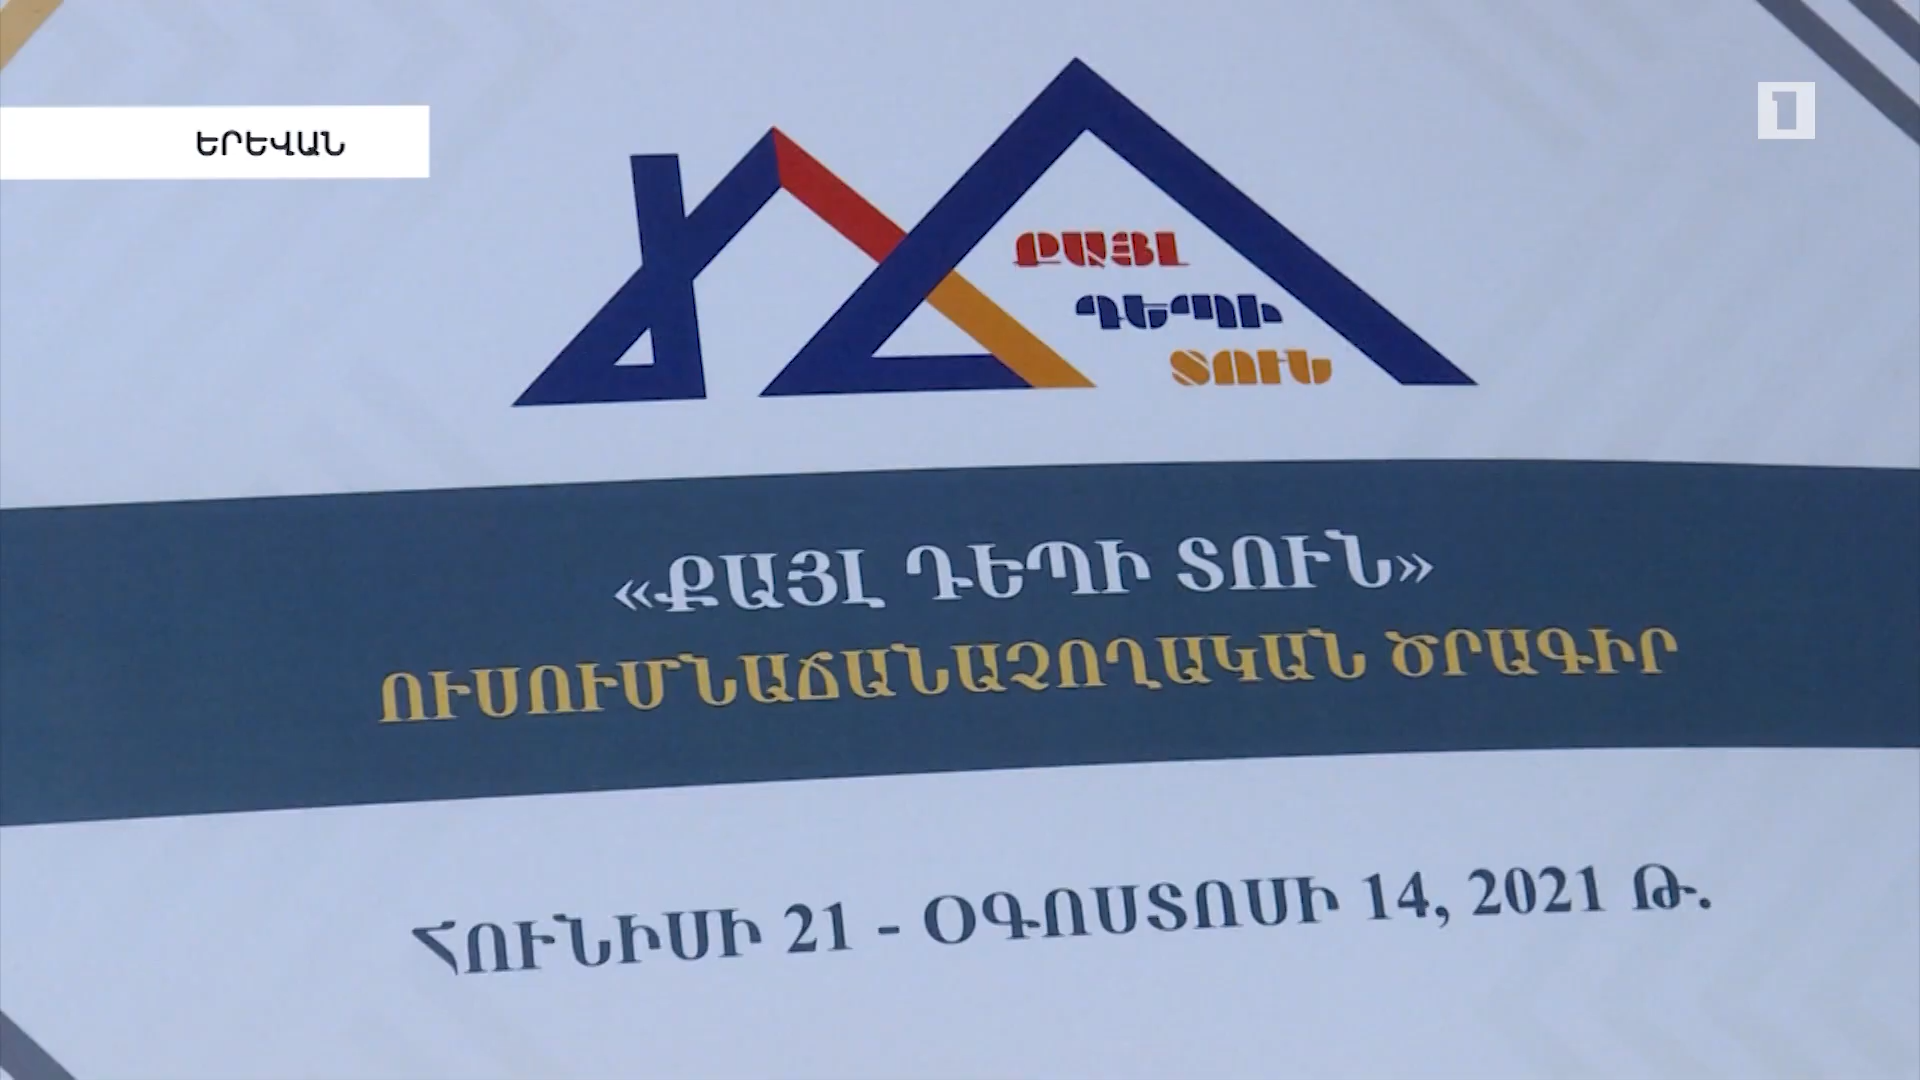 ԵՐԵՎԱՆ
1
ՔԱՅԼ
ԴԵՊԻ
ՏՈՒՆ
«ՔԱՅԼ ԴԵՊԻ ՏՈՒՆ»
ՈՒՍՈՒՄՆԱՃԱՆԱՉՈՂԱԿԱՆ ԾՐԱԳԻՐ
ՀՈՒՆԻՍԻ 21 - ՕԳՈՍՏՈՍԻ 14, 2021 Թ.